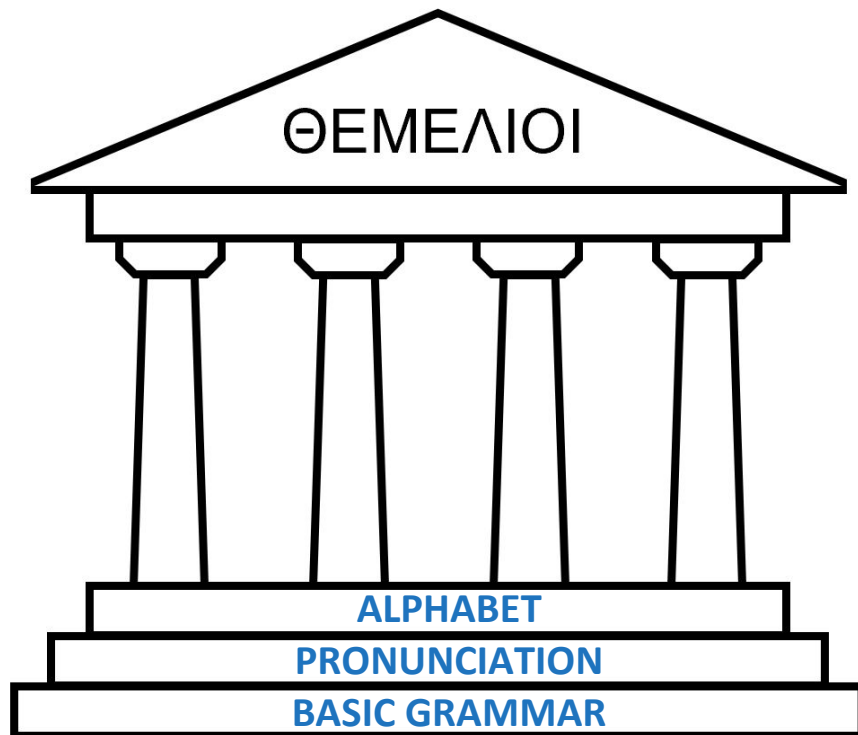 ΘΕΜΕΛΙΟΙ
ALPHABET
PRONUNCIATION
BASIC GRAMMAR